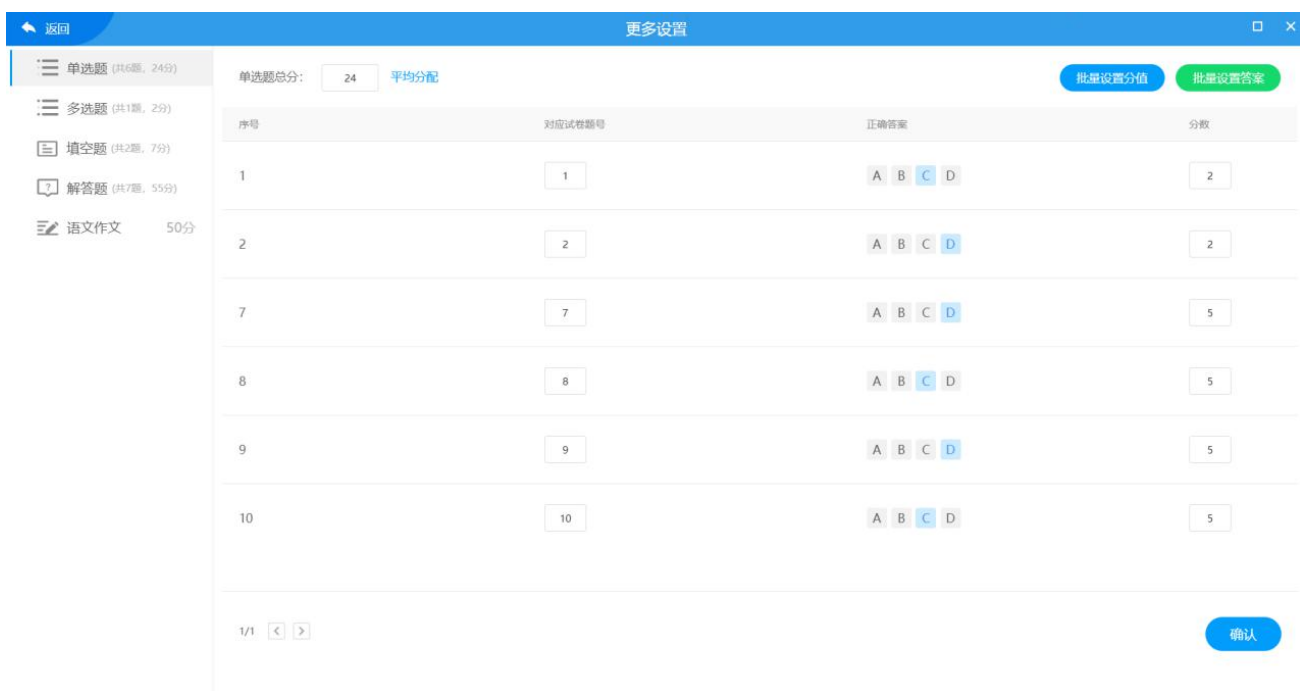 返回
更多设置
单选题 (共6题, 24分)
多选题 (共1题, 2分)
填空题 (共2题, 7分)
解答题 (共7题, 55分)
语文作文 50分
单选题总分: 24 平均分配 批量设置分值 批量设置答案
序号 对应试卷题号 正确答案 分数
1 1 A B C D 2
2 2 A B C D 2
7 7 A B C D 5
8 8 A B C D 5
9 9 A B C D 5
10 10 A B C D 5
1/1 < >
确认